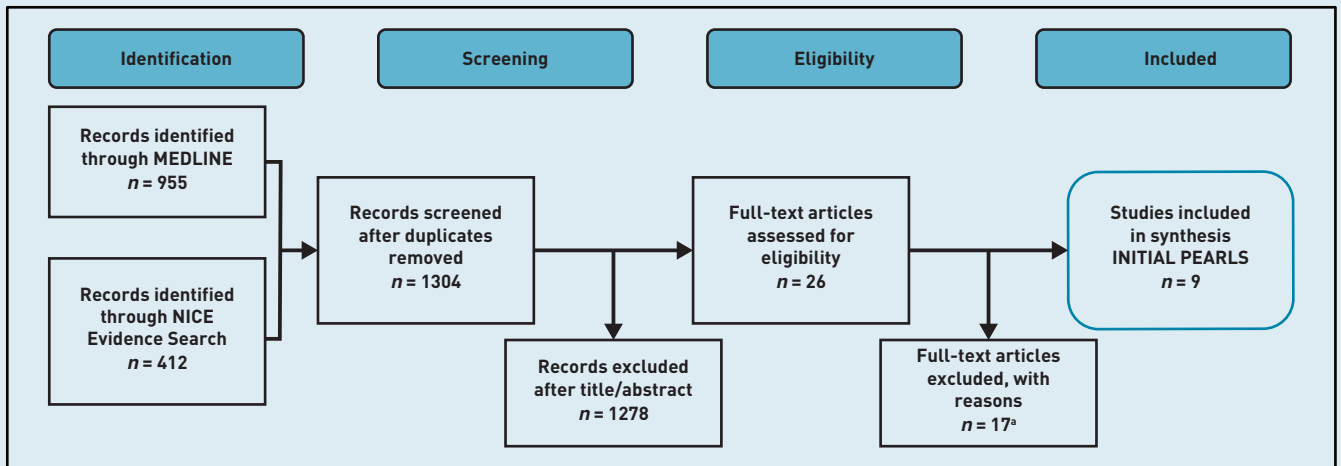 Identification
Screening
Eligibility
Included
Records identified
through MEDLINE
n = 955
Records identified
through NICE
Evidence Search
n = 412
Records screened
after duplicates
removed
n = 1304
Records excluded
after title/abstract
n = 1278
Full-text articles
assessed for
eligibility
n = 26
Full-text articles
excluded, with
reasons
n = 17ª
Studies included
in synthesis
INITIAL PEARLS
n = 9